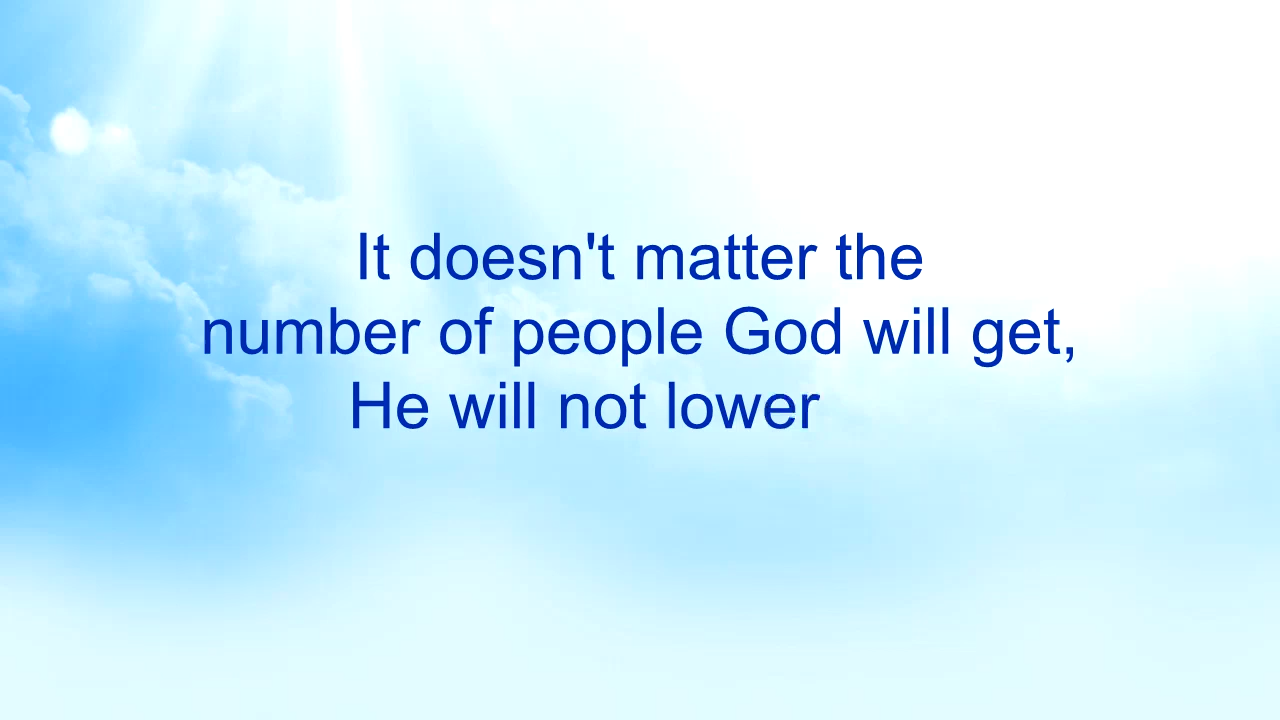 It doesn't matter the
number of people God will get,
He will not lower